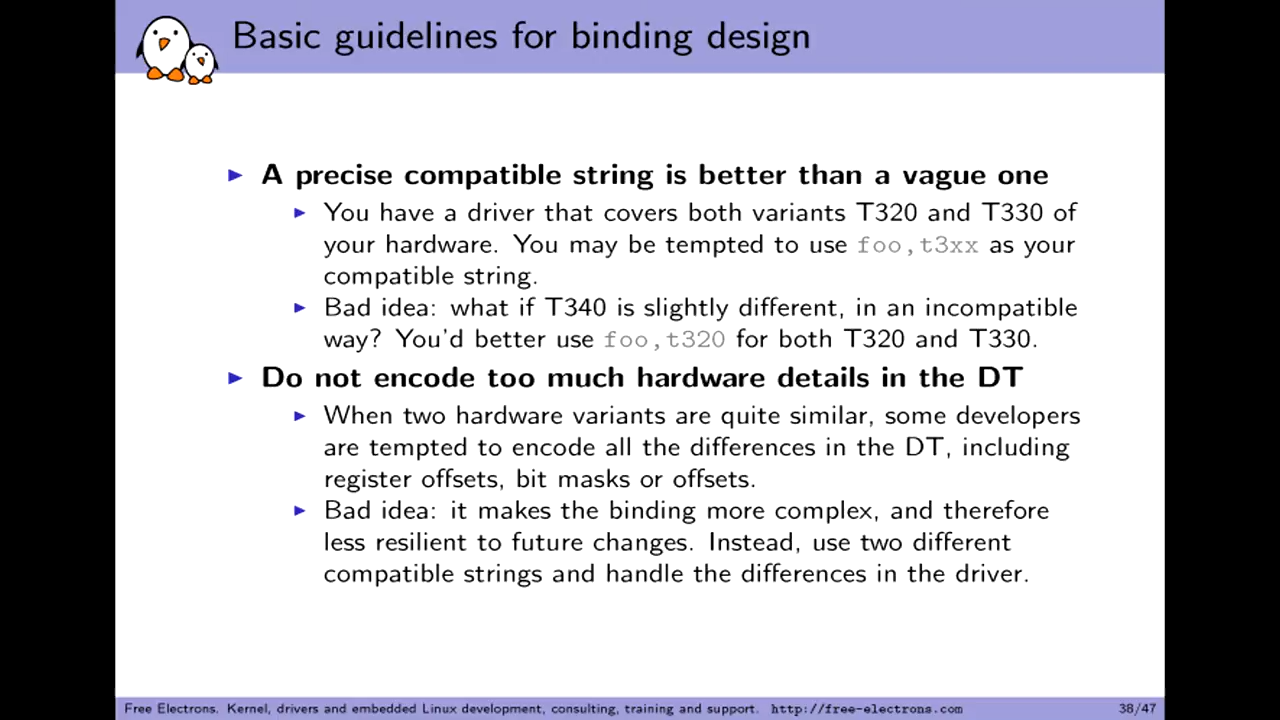 Basic guidelines for binding design
▶ A precise compatible string is better than a vague one
▶ You have a driver that covers both variants T320 and T330 of
your hardware. You may be tempted to use foo,t3xx as your
compatible string.
▶ Bad idea: what if T340 is slightly different, in an incompatible
way? You'd better use foo,t320 for both T320 and T330.
▶ Do not encode too much hardware details in the DT
▶ When two hardware variants are quite similar, some developers
are tempted to encode all the differences in the DT, including
register offsets, bit masks or offsets.
▶ Bad idea: it makes the binding more complex, and therefore
less resilient to future changes. Instead, use two different
compatible strings and handle the differences in the driver.
Free Electrons. Kernel, drivers and embedded Linux development, consulting, training and support. http://free-electrons.com 38/47